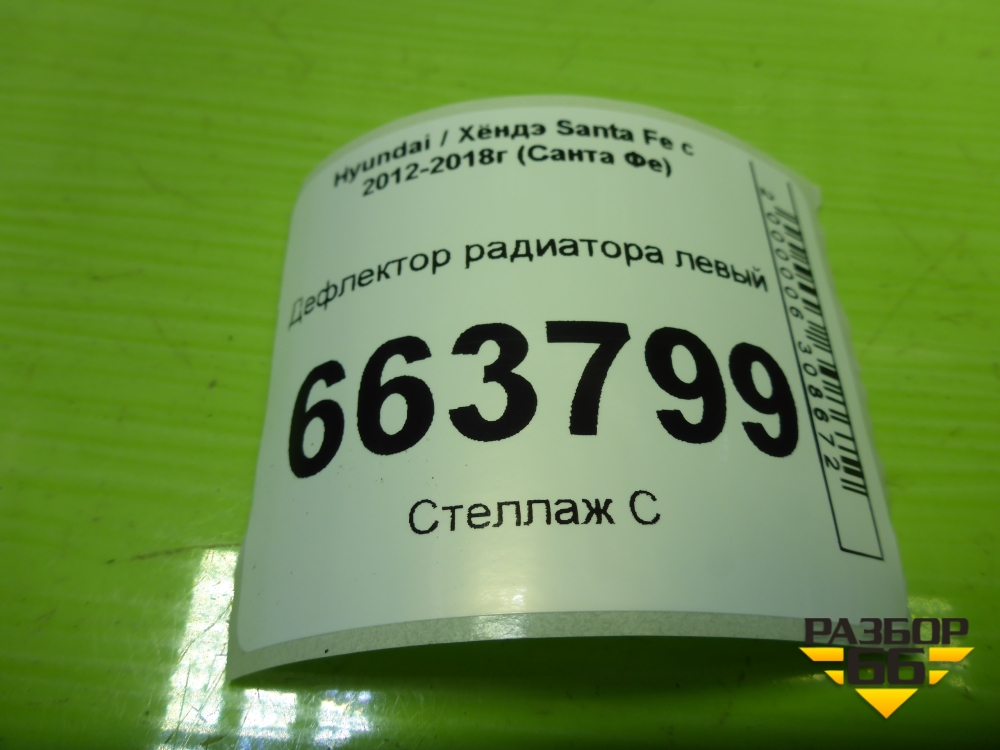 Hyundai / Хёндэ Santa Fe с
2012-2018г (Санта Фе)
Дефлектор радиатора левый
663799
Стеллаж С
2000006308672
РАЗБОР
66